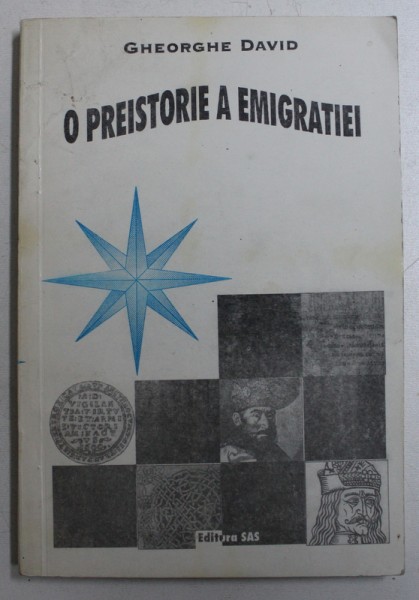 GHEORGHE DAVID
O PREISTORIE A EMIGRATIEI
Editura SAS